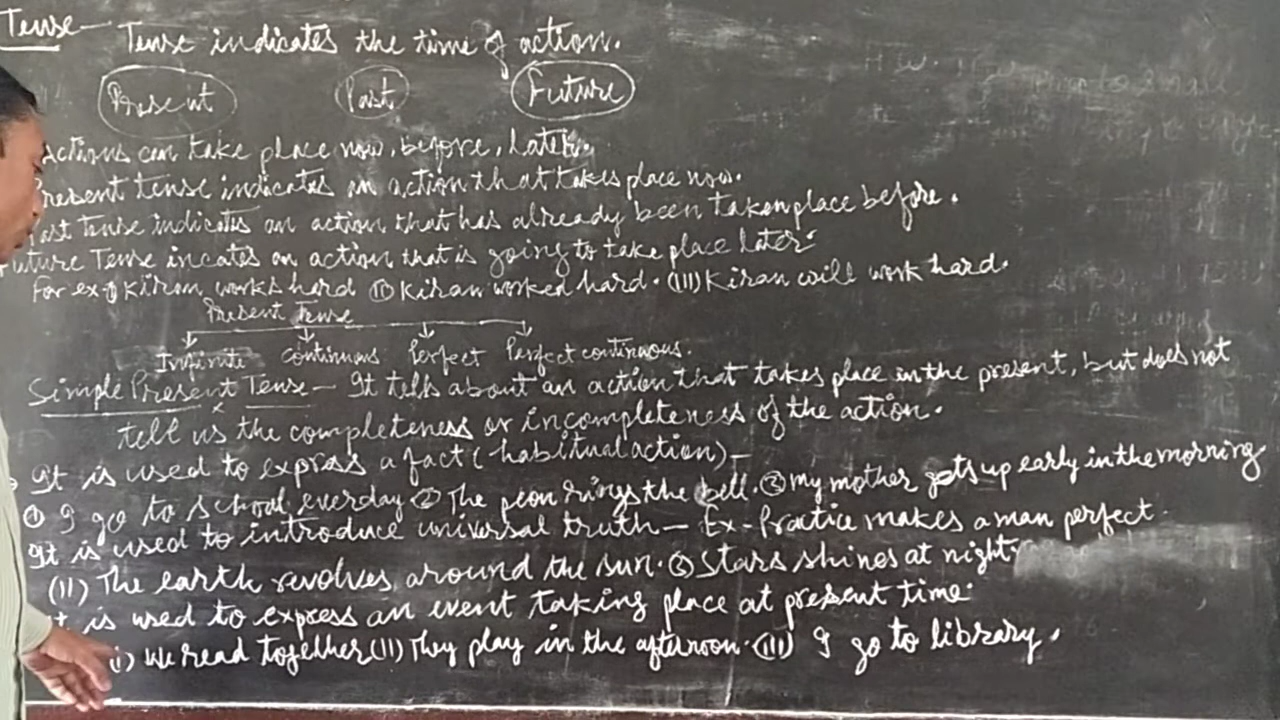 Tense - Tense indicates the time of action.
Present Past Future
Actions can take place now, before, later.
Present tense indicates an action that takes place now.
Past tense indicates an action that has already been taken place before.
Future Tense incates an action that is going to take place later.
For ex (I) Kiran works hard (II) Kiran worked hard. (III) Kiran will work hard.
Present Tense
Infinite continuous Perfect Perfect continuous.
Simple Present Tense - It tells about an action that takes place in the present, but does not
tell us the completeness or incompleteness of the action.
It is used to express a fact (habitual action) -
① I go to school everday ② The peon rings the bell. ③ My mother gets up early in the morning
It is used to introduce universal truth - Ex - Practice makes a man perfect.
(II) The earth revolves around the sun. ③ Stars shines at night.
It is used to express an event taking place at present time.
i) We read together (II) They play in the afternoon. (III) I go to library.